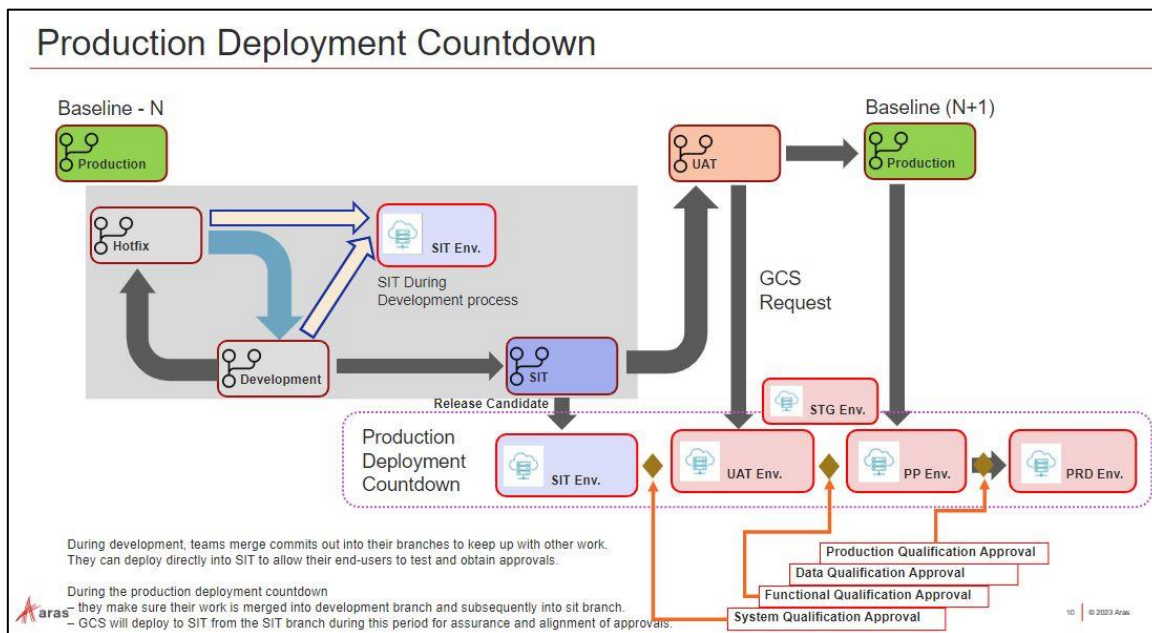 Production Deployment Countdown
Baseline - N
Baseline (N+1)
Production
UAT
Production
Hotfix
SIT Env.
SIT During
Development process
GCS
Request
Development
SIT
Release Candidate
STG Env.
Production
Deployment
Countdown
SIT Env.
UAT Env.
PP Env.
PRD Env.
During development, teams merge commits out into their branches to keep up with other work.
They can deploy directly into SIT to allow their end-users to test and obtain approvals.
During the production deployment countdown
– they make sure their work is merged into development branch and subsequently into sit branch.
– GCS will deploy to SIT from the SIT branch during this period for assurance and alignment of approvals.
Production Qualification Approval
Data Qualification Approval
Functional Qualification Approval
System Qualification Approval
aras
10
© 2023 Aras